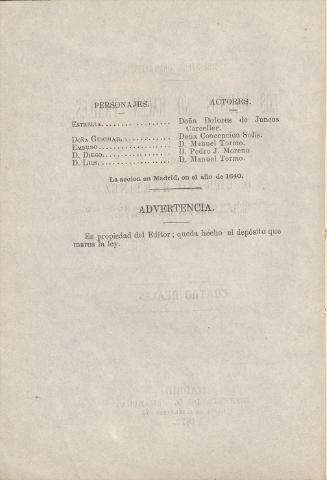 PERSONAJES. ACTORES.
ESTRELLA................. Doña Dolores de Juncos
Carceller.
DOÑA GUIOMAR............. Doña Concepcion Solís.
EMBUDO................... D. Manuel Tormo.
D. DIEGO................. D. Pedro J. Moreno
D. LUIS.................. D. Manuel Tormo.
La accion en Madrid, en el año de 1640.
ADVERTENCIA.
Es propiedad del Editor; queda hecho el depósito que
marca la ley.